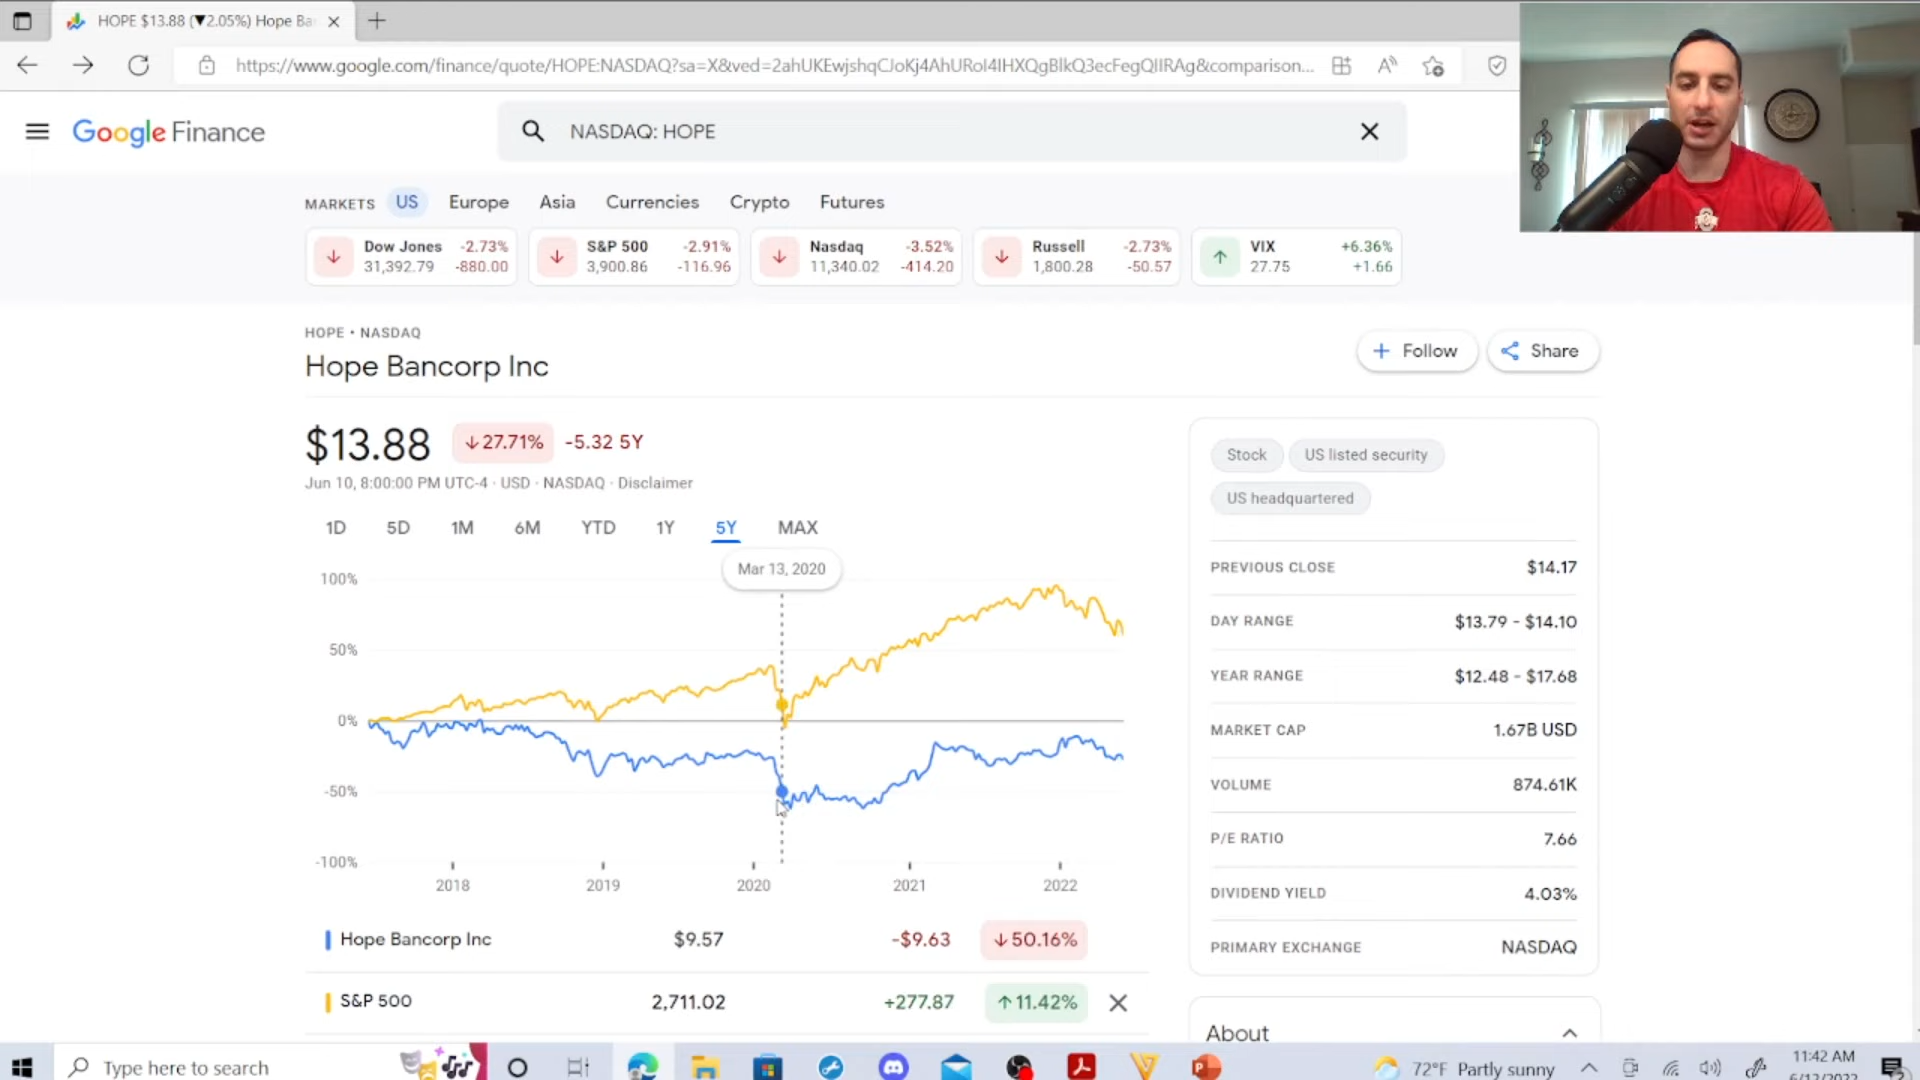 HOPE $13.88 (▼2.05%) Hope Ba
https://www.google.com/finance/quote/HOPE:NASDAQ?sa=X&ved=2ahUKEwjshqCJoKj4AhURoI4IHXQgBlkQ3ecFegQIIRAg&comparison...
Google Finance
NASDAQ: HOPE
MARKETS US Europe Asia Currencies Crypto Futures
Dow Jones -2.73% S&P 500 -2.91% Nasdaq -3.52% Russell -2.73% VIX +6.36%
31,392.79 -880.00 3,900.86 -116.96 11,340.02 -414.20 1,800.28 -50.57 27.75 +1.66
HOPE • NASDAQ
Hope Bancorp Inc
+ Follow Share
$13.88 ↓27.71% -5.32 5Y
Jun 10, 8:00:00 PM UTC-4 · USD · NASDAQ · Disclaimer
1D 5D 1M 6M YTD 1Y 5Y MAX
Mar 13, 2020
100%
50%
0%
-50%
-100%
2018 2019 2020 2021 2022
Hope Bancorp Inc $9.57 -$9.63 ↓50.16%
S&P 500 2,711.02 +277.87 ↑11.42%
Stock US listed security
US headquartered
PREVIOUS CLOSE $14.17
DAY RANGE $13.79 - $14.10
YEAR RANGE $12.48 - $17.68
MARKET CAP 1.67B USD
VOLUME 874.61K
P/E RATIO 7.66
DIVIDEND YIELD 4.03%
PRIMARY EXCHANGE NASDAQ
About
Type here to search
72°F Partly sunny
11:42 AM